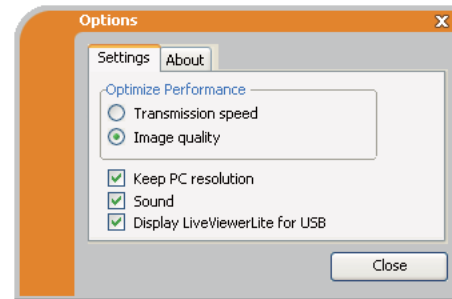 Options X
Settings About
Optimize Performance
Transmission speed
Image quality
Keep PC resolution
Sound
Display LiveViewerLite for USB
Close